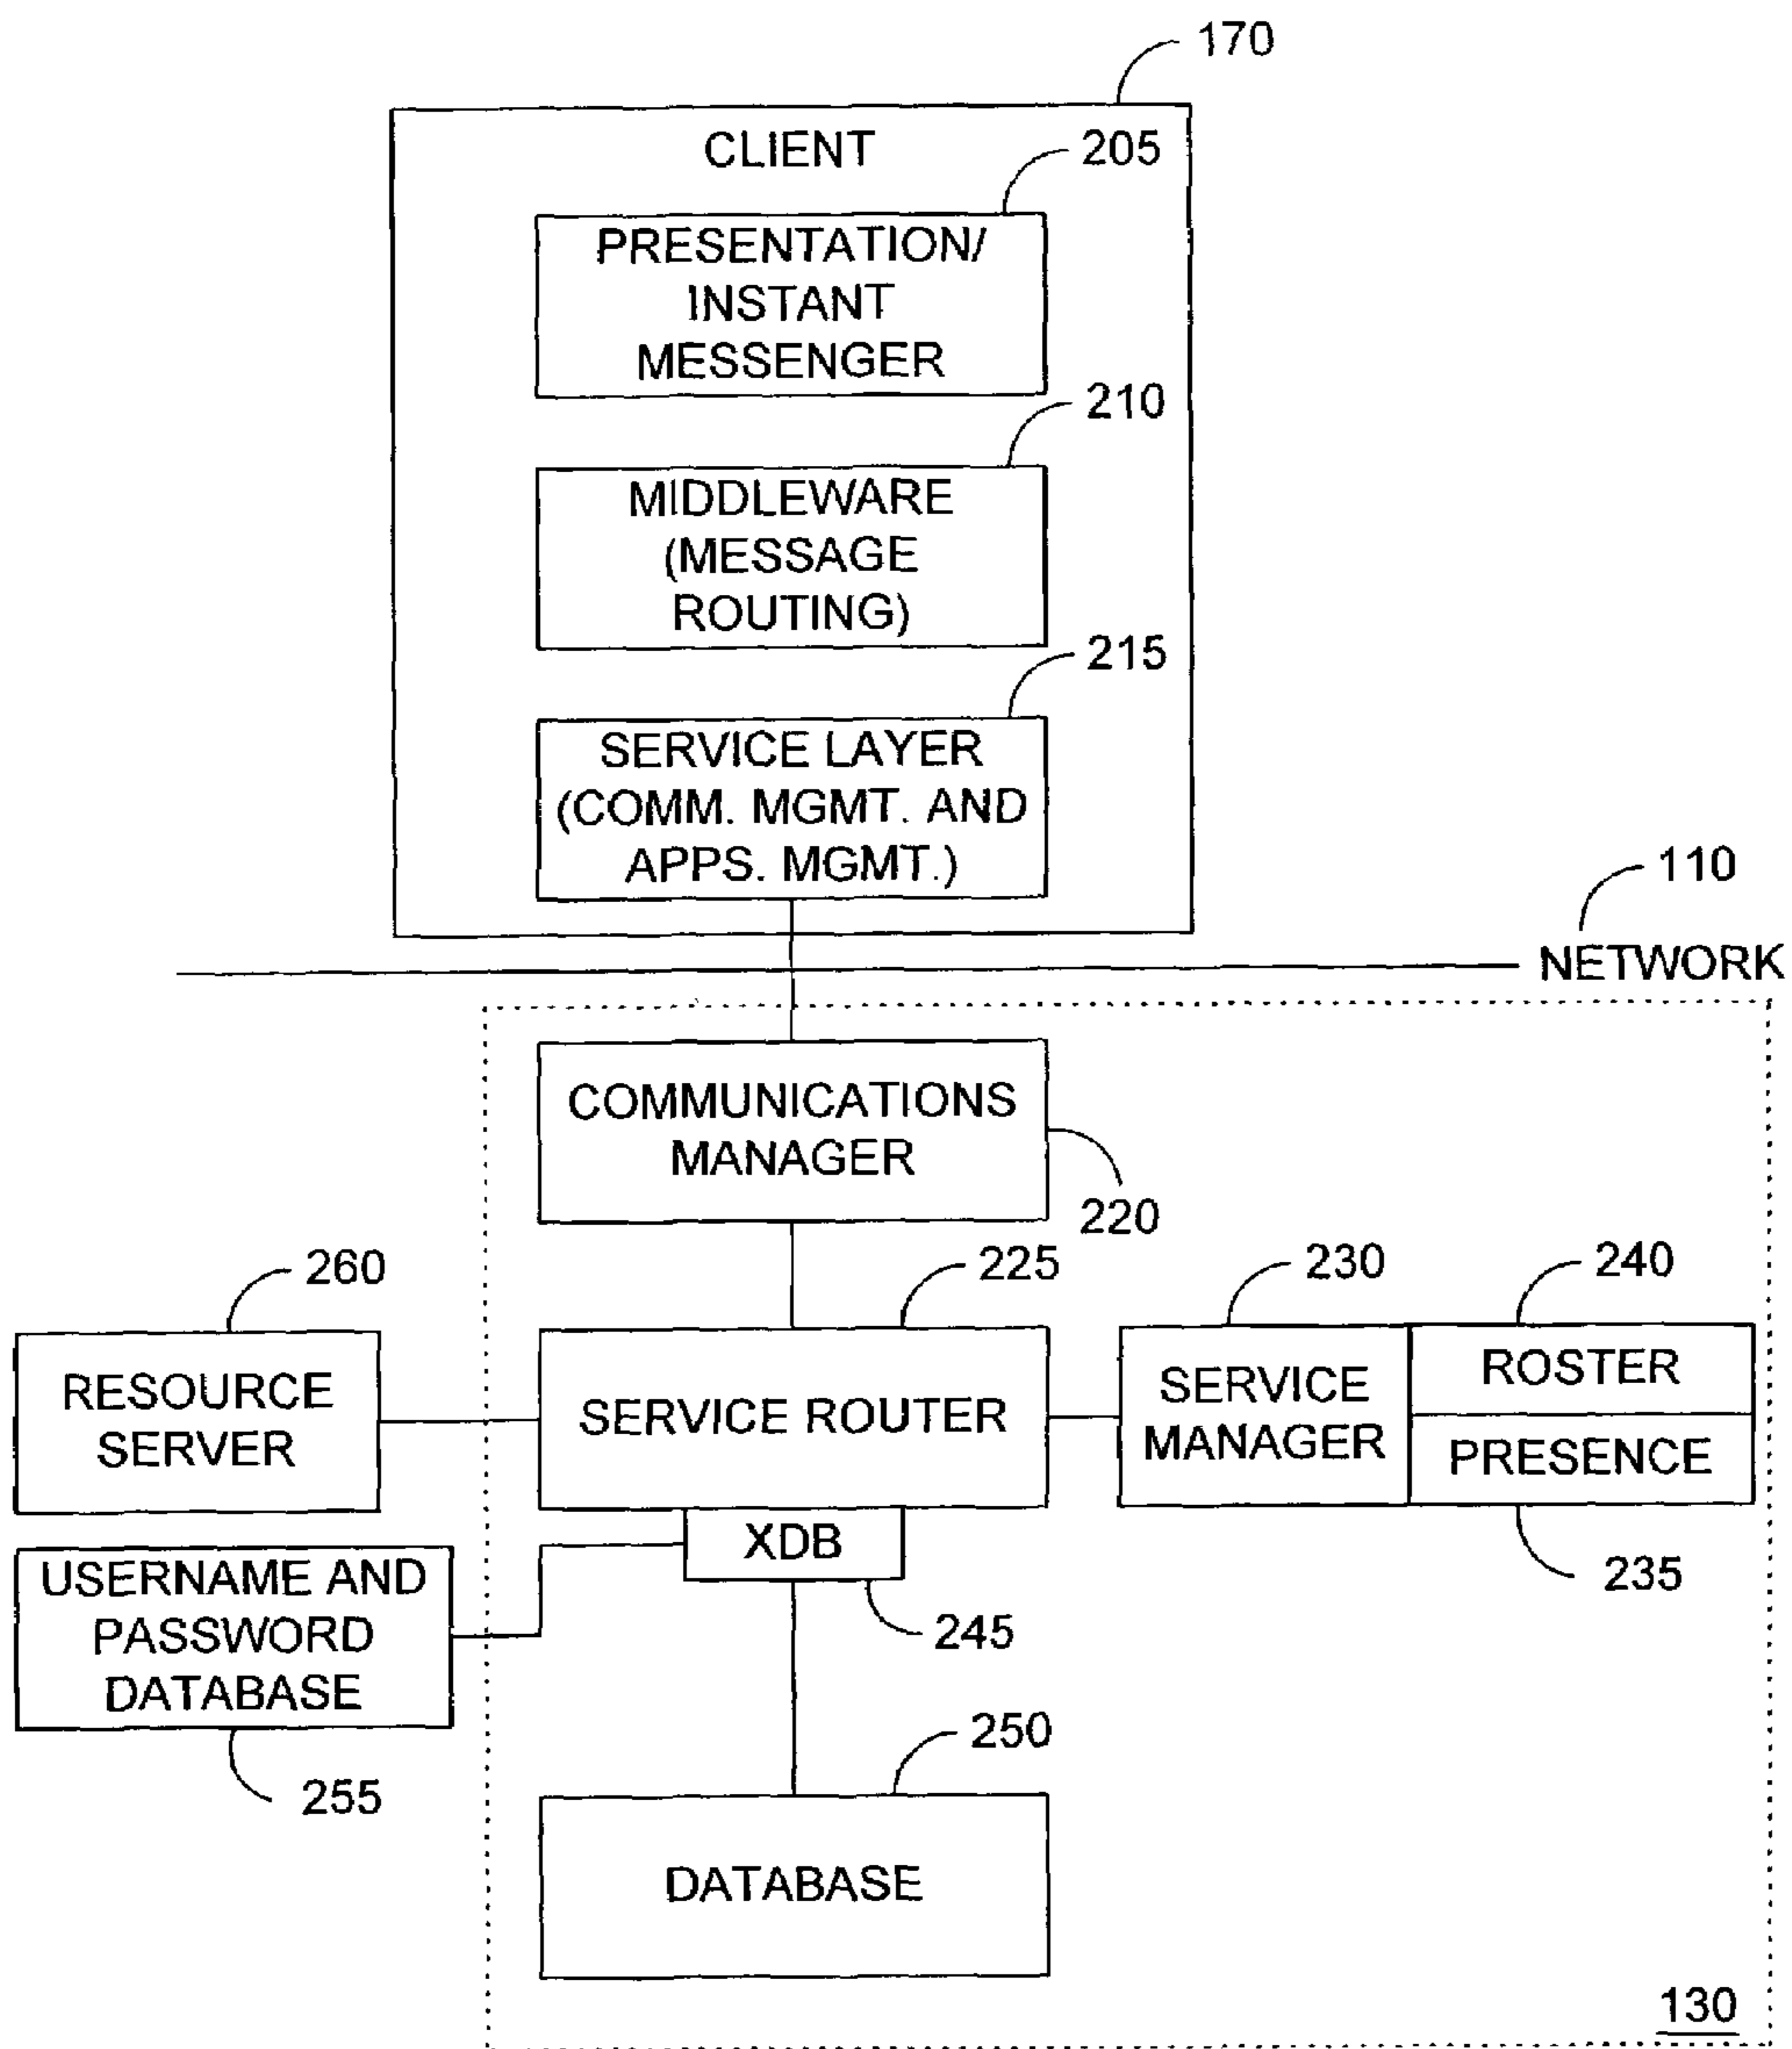 170
CLIENT
205
PRESENTATION/
INSTANT
MESSENGER
210
MIDDLEWARE
(MESSAGE
ROUTING)
215
SERVICE LAYER
(COMM. MGMT. AND
APPS. MGMT.)
110
NETWORK
COMMUNICATIONS
MANAGER
220
260
225
230
240
RESOURCE
SERVER
SERVICE ROUTER
SERVICE
MANAGER
ROSTER
PRESENCE
XDB
235
245
USERNAME AND
PASSWORD
DATABASE
255
250
DATABASE
130